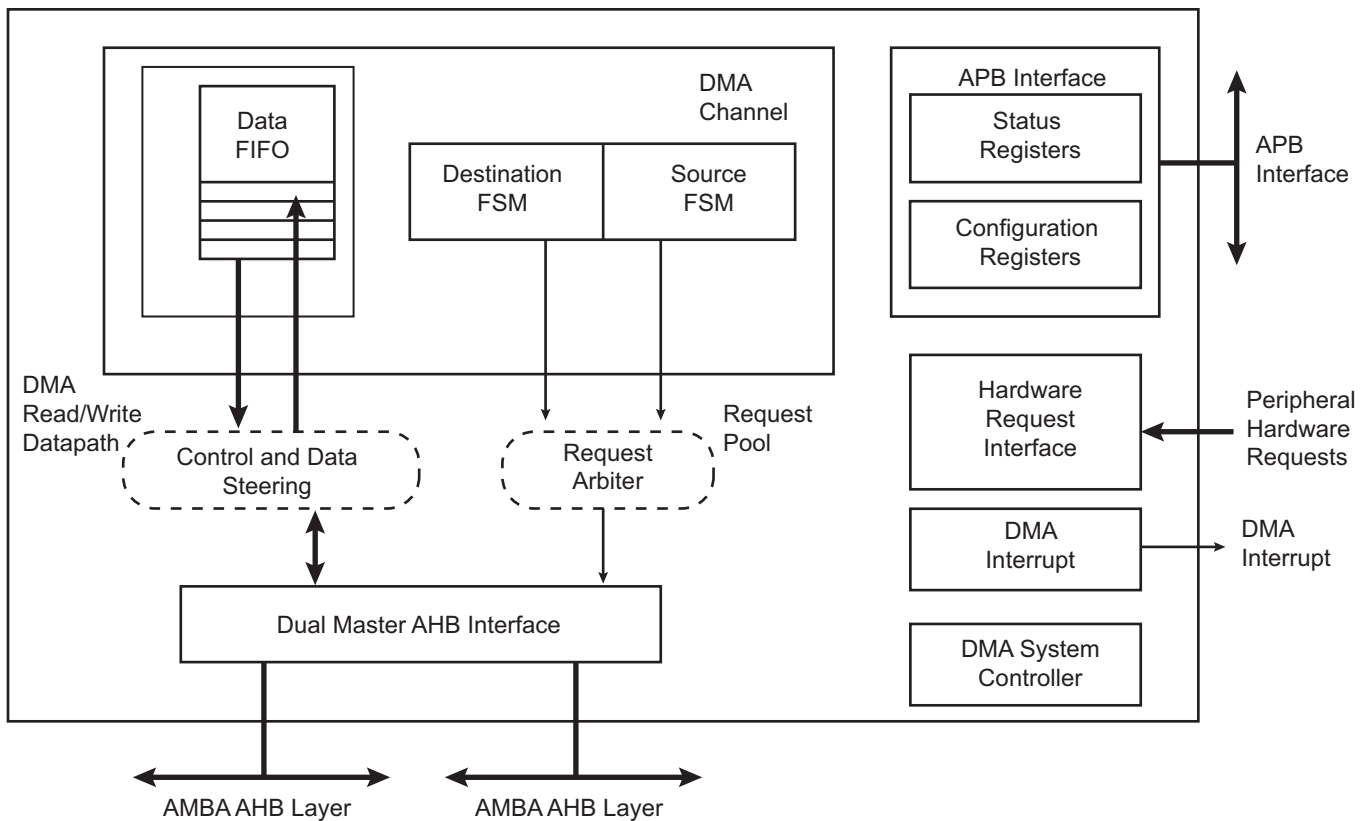 Data
FIFO
DMA
Channel
Destination
FSM
Source
FSM
APB Interface
Status
Registers
Configuration
Registers
APB
Interface
DMA
Read/Write
Datapath
Control and Data
Steering
Request
Arbiter
Request
Pool
Hardware
Request
Interface
Peripheral
Hardware
Requests
DMA
Interrupt
DMA
Interrupt
Dual Master AHB Interface
DMA System
Controller
AMBA AHB Layer
AMBA AHB Layer